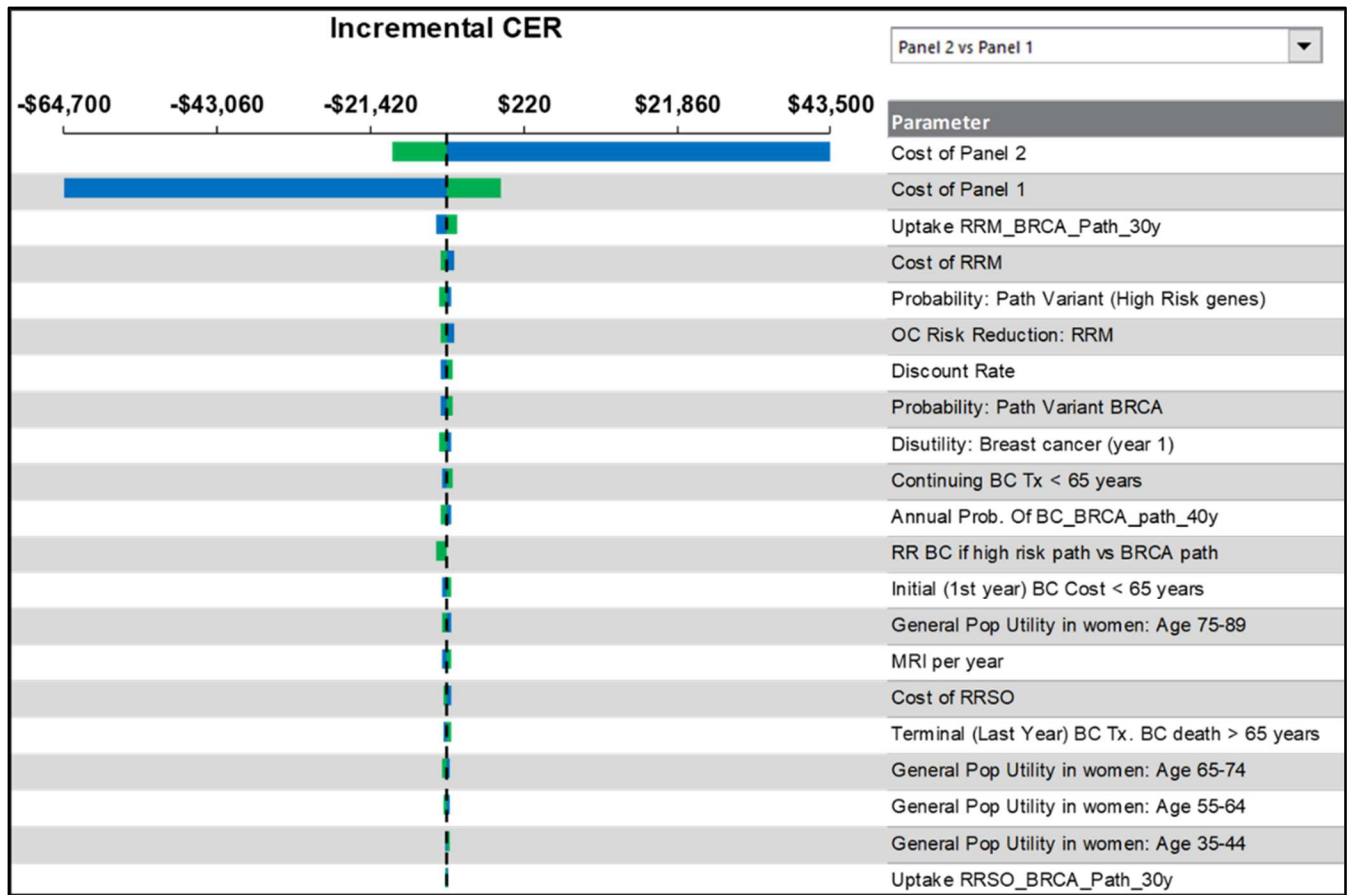 Incremental CER
Panel 2 vs Panel 1
-$64,700 -$43,060 -$21,420 $220 $21,860 $43,500
Parameter
Cost of Panel 2
Cost of Panel 1
Uptake RRM_BRCA_Path_30y
Cost of RRM
Probability: Path Variant (High Risk genes)
OC Risk Reduction: RRM
Discount Rate
Probability: Path Variant BRCA
Disutility: Breast cancer (year 1)
Continuing BC Tx < 65 years
Annual Prob. Of BC_BRCA_path_40y
RR BC if high risk path vs BRCA path
Initial (1st year) BC Cost < 65 years
General Pop Utility in women: Age 75-89
MRI per year
Cost of RRSO
Terminal (Last Year) BC Tx. BC death > 65 years
General Pop Utility in women: Age 65-74
General Pop Utility in women: Age 55-64
General Pop Utility in women: Age 35-44
Uptake RRSO_BRCA_Path_30y